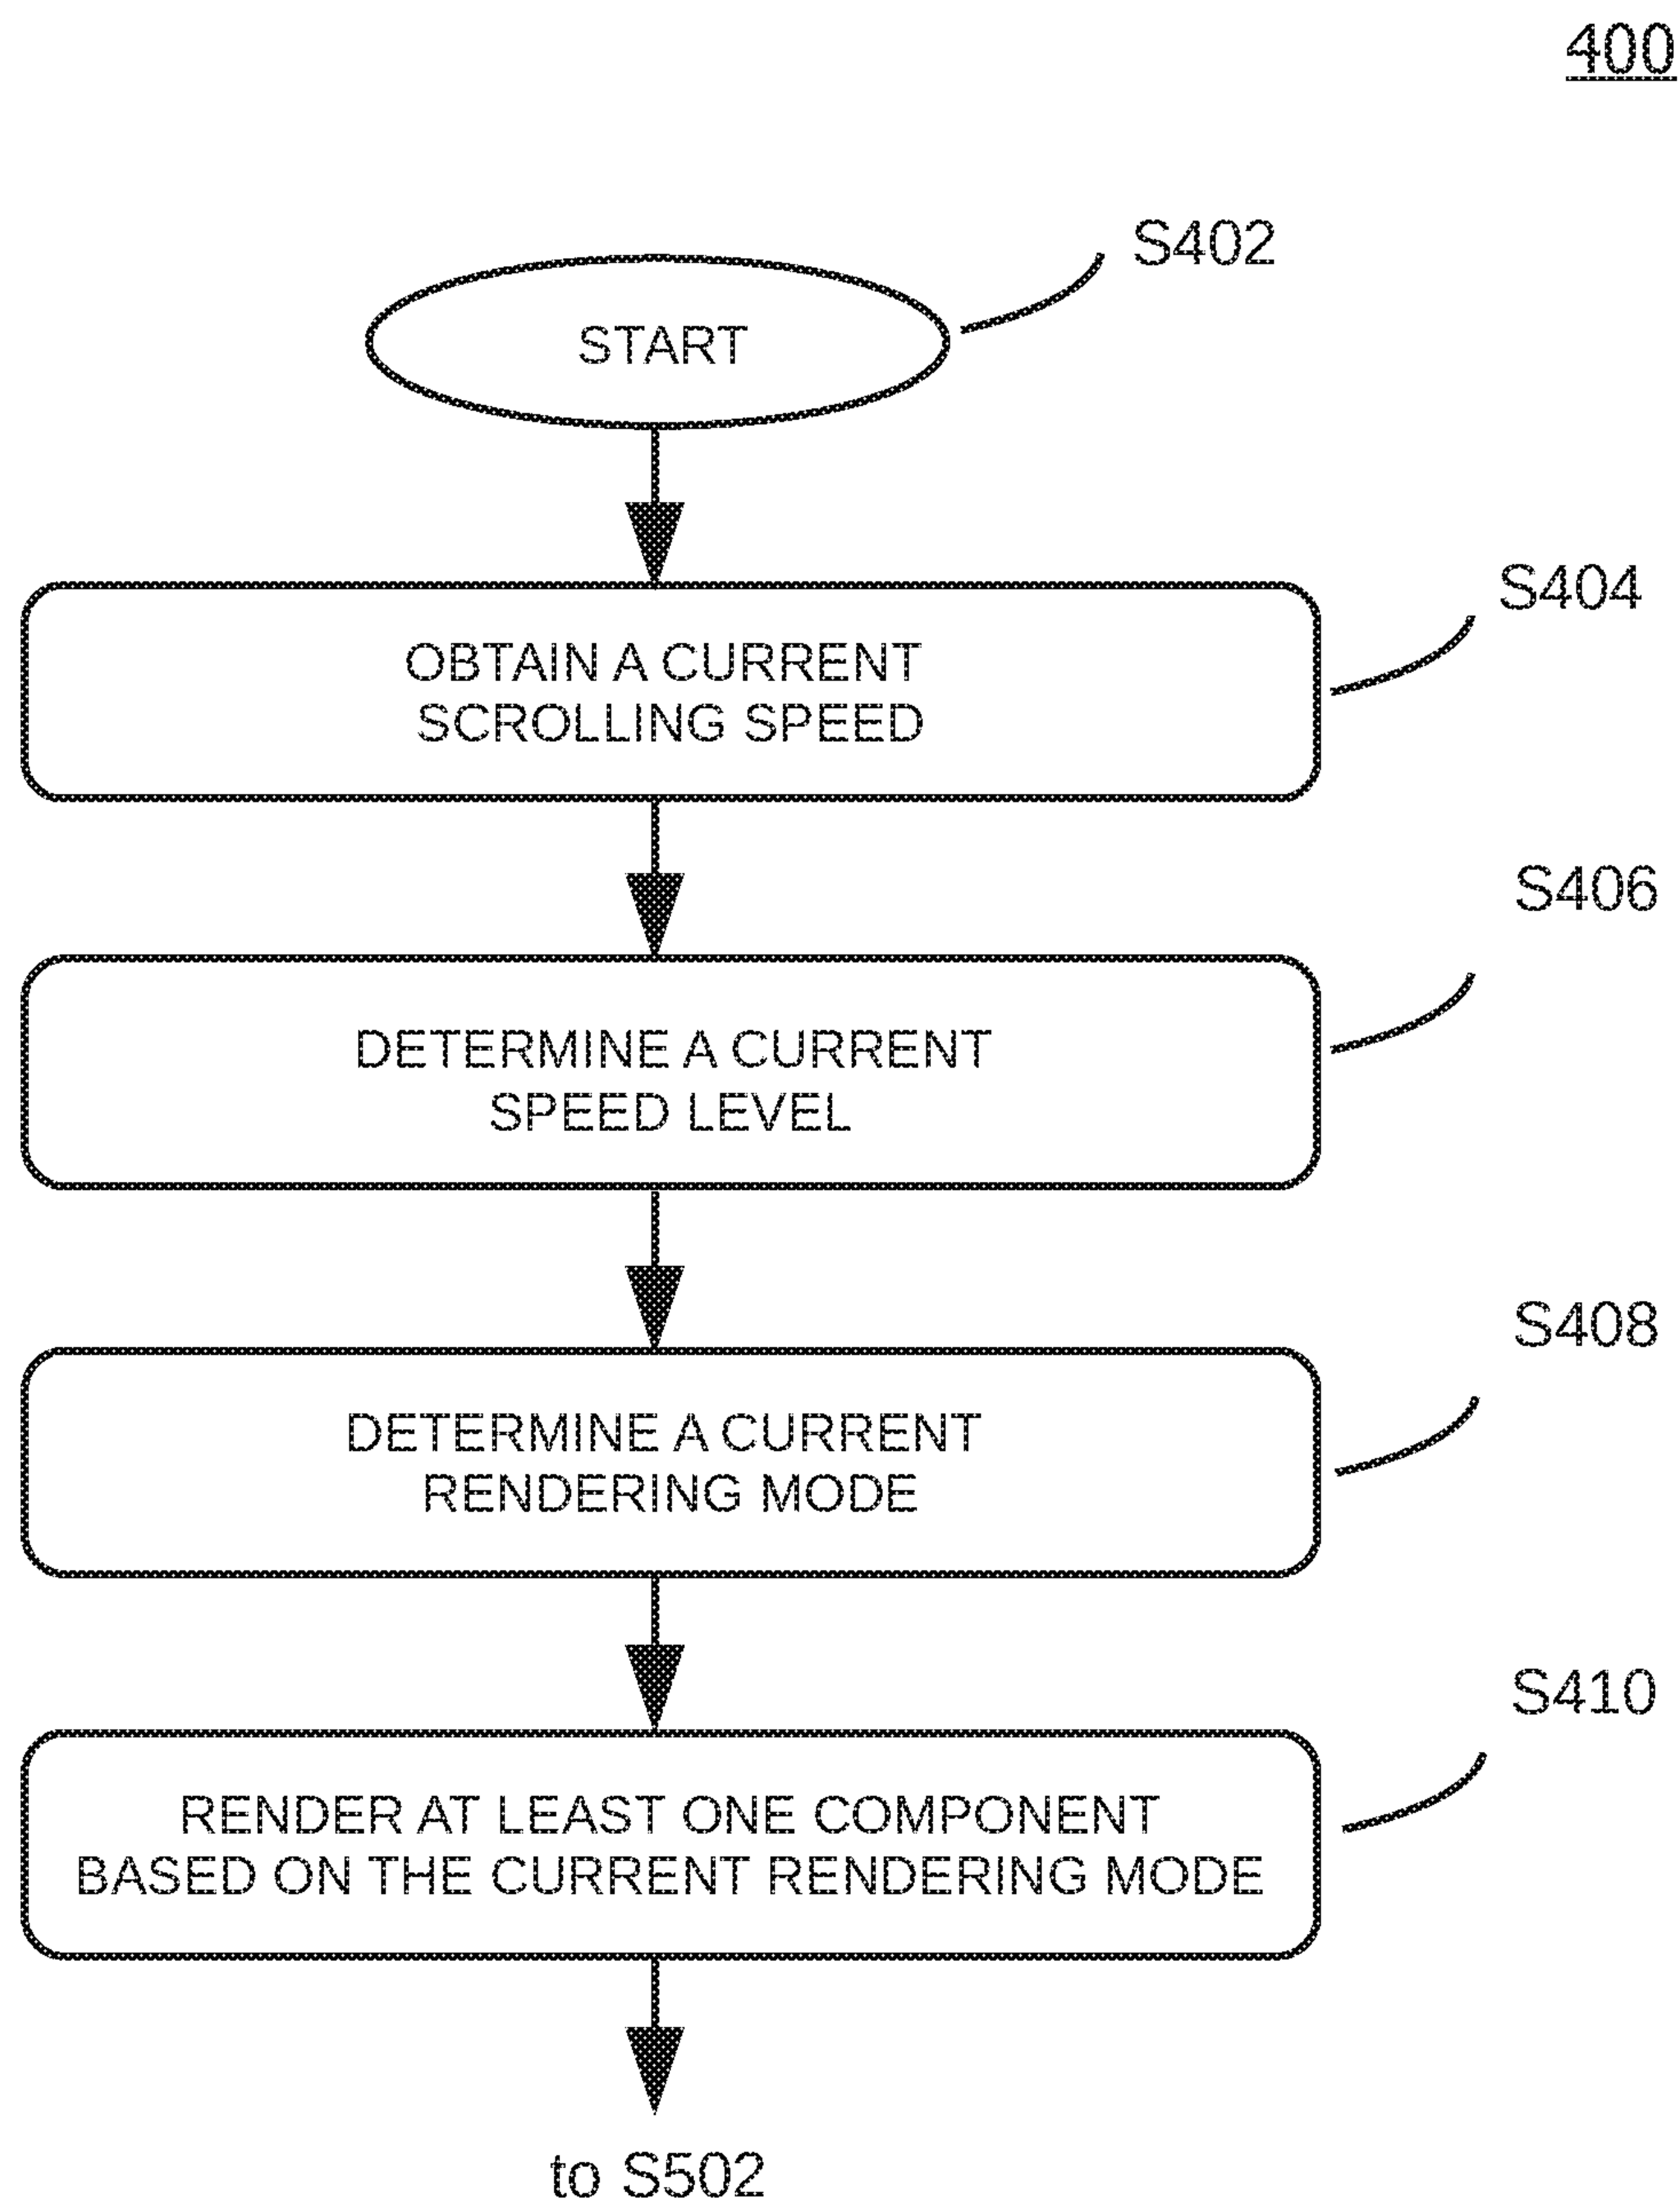 400
S402
START
S404
OBTAIN A CURRENT
SCROLLING SPEED
S406
DETERMINE A CURRENT
SPEED LEVEL
S408
DETERMINE A CURRENT
RENDERING MODE
S410
RENDER AT LEAST ONE COMPONENT
BASED ON THE CURRENT RENDERING MODE
to S502